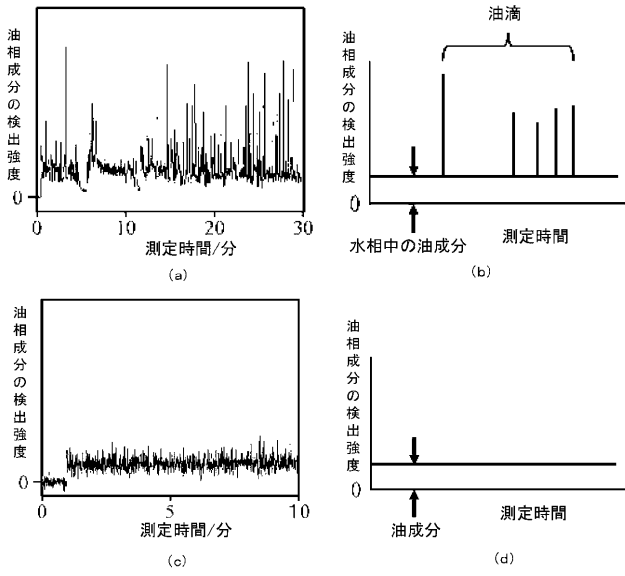 油相成分の検出強度
0
0
10
20
30
測定時間/分
(a)
油滴
油相成分の検出強度
0
水相中の油成分
測定時間
(b)
油相成分の検出強度
0
0
5
10
測定時間/分
(c)
油相成分の検出強度
0
油成分
測定時間
(d)